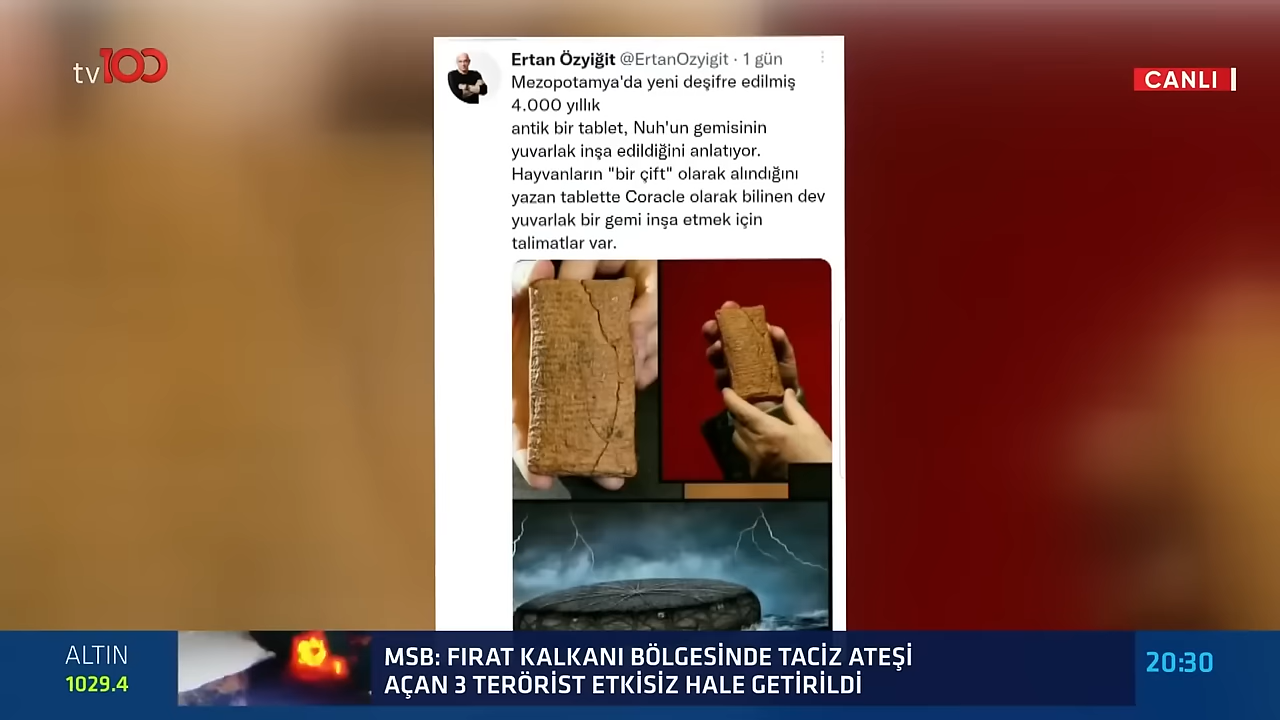 tv100
CANLI
Ertan Özyiğit @ErtanOzyigit · 1 gün
Mezopotamya'da yeni deşifre edilmiş
4.000 yıllık
antik bir tablet, Nuh'un gemisinin
yuvarlak inşa edildiğini anlatıyor.
Hayvanların "bir çift" olarak alındığını
yazan tablette Coracle olarak bilinen dev
yuvarlak bir gemi inşa etmek için
talimatlar var.
ALTIN
1029.4
MSB: FIRAT KALKANI BÖLGESİNDE TACİZ ATEŞİ
AÇAN 3 TERÖRİST ETKİSİZ HALE GETİRİLDİ
20:30